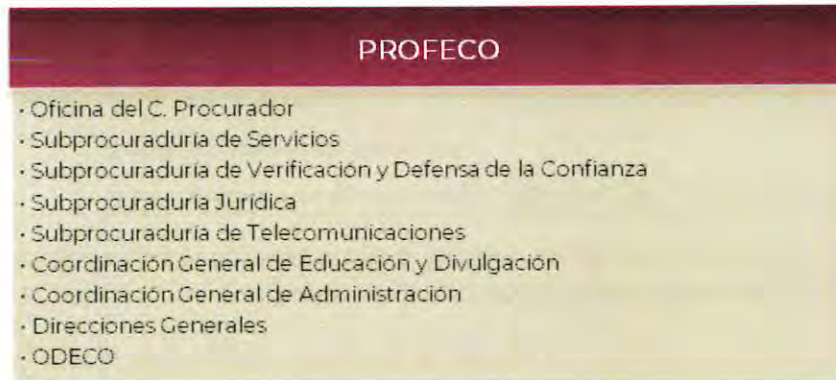 PROFECO
· Oficina del C. Procurador
· Subprocuraduría de Servicios
· Subprocuraduría de Verificación y Defensa de la Confianza
· Subprocuraduría Jurídica
· Subprocuraduría de Telecomunicaciones
· Coordinación General de Educación y Divulgación
· Coordinación General de Administración
· Direcciones Generales
· ODECO